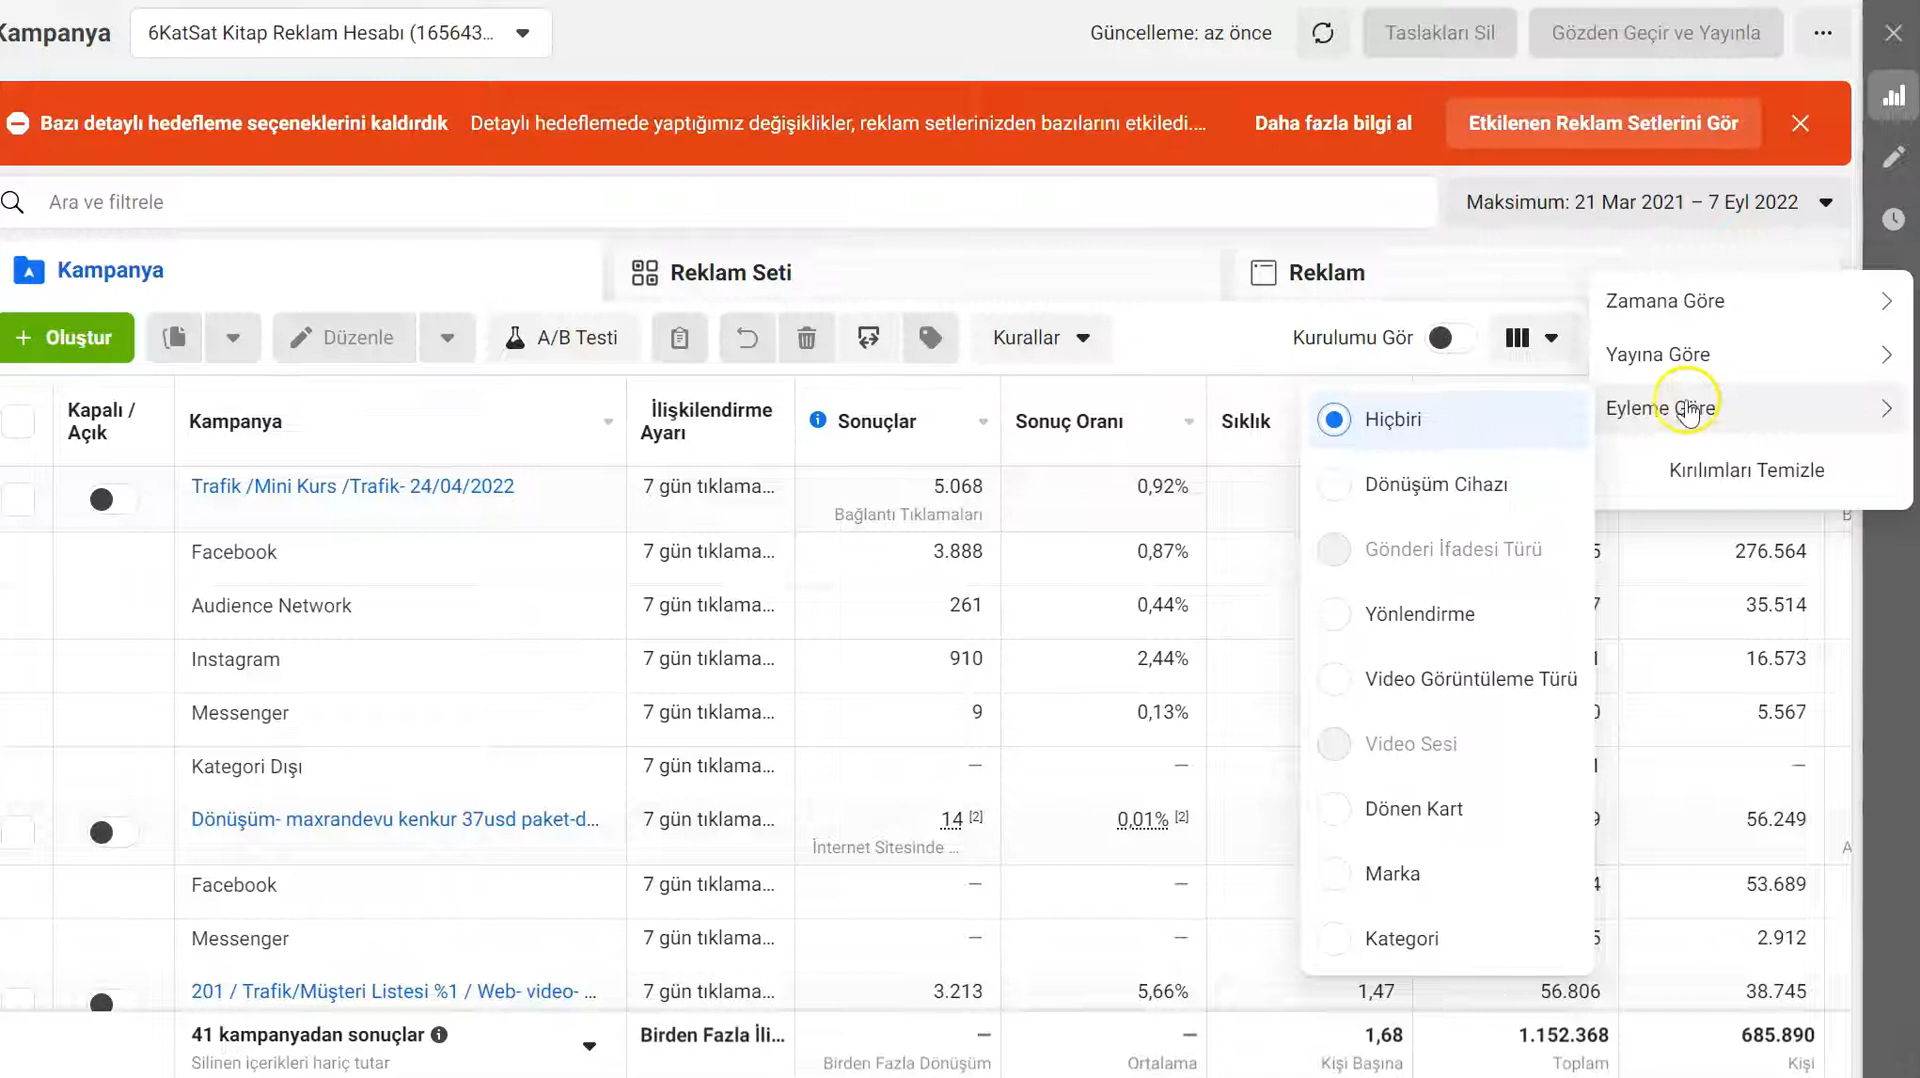 Kampanya
6KatSat Kitap Reklam Hesabı (165643...
Güncelleme: az önce
Taslakları Sil
Gözden Geçir ve Yayınla
Bazı detaylı hedefleme seçeneklerini kaldırdık
Detaylı hedeflemede yaptığımız değişiklikler, reklam setlerinizden bazılarını etkiledi....
Daha fazla bilgi al
Etkilenen Reklam Setlerini Gör
Ara ve filtrele
Maksimum: 21 Mar 2021 – 7 Eyl 2022
Kampanya
Reklam Seti
Reklam
+ Oluştur
Düzenle
A/B Testi
Kurallar
Kurulumu Gör
Zamana Göre
Yayına Göre
Eyleme Göre
Kırılımları Temizle
Kapalı /
Açık
Kampanya
İlişkilendirme
Ayarı
Sonuçlar
Sonuç Oranı
Sıklık
Hiçbiri
Dönüşüm Cihazı
Gönderi İfadesi Türü
Yönlendirme
Video Görüntüleme Türü
Video Sesi
Dönen Kart
Marka
Kategori
Trafik /Mini Kurs /Trafik- 24/04/2022
7 gün tıklama...
5.068
Bağlantı Tıklamaları
0,92%
B
Facebook
7 gün tıklama...
3.888
0,87%
5
276.564
Audience Network
7 gün tıklama...
261
0,44%
7
35.514
Instagram
7 gün tıklama...
910
2,44%
1
16.573
Messenger
7 gün tıklama...
9
0,13%
0
5.567
Kategori Dışı
7 gün tıklama...
—
—
1
—
Dönüşüm- maxrandevu kenkur 37usd paket-d...
7 gün tıklama...
14 [2]
İnternet Sitesinde ...
0,01% [2]
9
56.249
A
Facebook
7 gün tıklama...
—
—
4
53.689
Messenger
7 gün tıklama...
—
—
5
2.912
201 / Trafik/Müşteri Listesi %1 / Web- video- ...
7 gün tıklama...
3.213
5,66%
1,47
56.806
38.745
41 kampanyadan sonuçlar
Silinen içerikleri hariç tutar
Birden Fazla İli...
—
Birden Fazla Dönüşüm
—
Ortalama
1,68
Kişi Başına
1.152.368
Toplam
685.890
Kişi